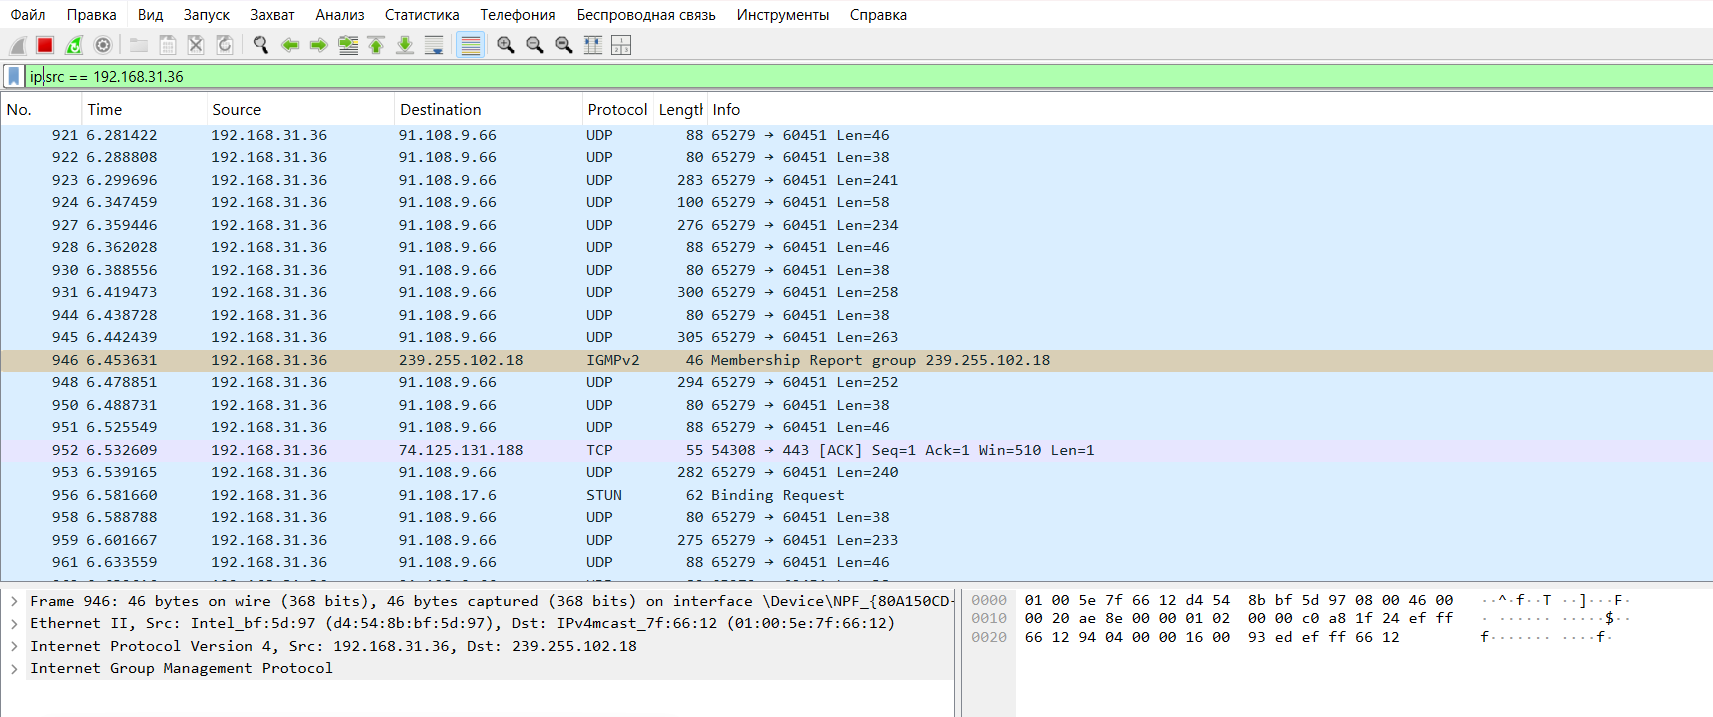 Файл Правка Вид Запуск Захват Анализ Статистика Телефония Беспроводная связь Инструменты Справка
ip.src == 192.168.31.36
No. Time Source Destination Protocol Length Info
921 6.281422 192.168.31.36 91.108.9.66 UDP 88 65279 → 60451 Len=46
922 6.288808 192.168.31.36 91.108.9.66 UDP 80 65279 → 60451 Len=38
923 6.299696 192.168.31.36 91.108.9.66 UDP 283 65279 → 60451 Len=241
924 6.347459 192.168.31.36 91.108.9.66 UDP 100 65279 → 60451 Len=58
927 6.359446 192.168.31.36 91.108.9.66 UDP 276 65279 → 60451 Len=234
928 6.362028 192.168.31.36 91.108.9.66 UDP 88 65279 → 60451 Len=46
930 6.388556 192.168.31.36 91.108.9.66 UDP 80 65279 → 60451 Len=38
931 6.419473 192.168.31.36 91.108.9.66 UDP 300 65279 → 60451 Len=258
944 6.438728 192.168.31.36 91.108.9.66 UDP 80 65279 → 60451 Len=38
945 6.442439 192.168.31.36 91.108.9.66 UDP 305 65279 → 60451 Len=263
946 6.453631 192.168.31.36 239.255.102.18 IGMPv2 46 Membership Report group 239.255.102.18
948 6.478851 192.168.31.36 91.108.9.66 UDP 294 65279 → 60451 Len=252
950 6.488731 192.168.31.36 91.108.9.66 UDP 80 65279 → 60451 Len=38
951 6.525549 192.168.31.36 91.108.9.66 UDP 88 65279 → 60451 Len=46
952 6.532609 192.168.31.36 74.125.131.188 TCP 55 54308 → 443 [ACK] Seq=1 Ack=1 Win=510 Len=1
953 6.539165 192.168.31.36 91.108.9.66 UDP 282 65279 → 60451 Len=240
956 6.581660 192.168.31.36 91.108.17.6 STUN 62 Binding Request
958 6.588788 192.168.31.36 91.108.9.66 UDP 80 65279 → 60451 Len=38
959 6.601667 192.168.31.36 91.108.9.66 UDP 275 65279 → 60451 Len=233
961 6.633559 192.168.31.36 91.108.9.66 UDP 88 65279 → 60451 Len=46
Frame 946: 46 bytes on wire (368 bits), 46 bytes captured (368 bits) on interface \Device\NPF_{80A150CD-
Ethernet II, Src: Intel_bf:5d:97 (d4:54:8b:bf:5d:97), Dst: IPv4mcast_7f:66:12 (01:00:5e:7f:66:12)
Internet Protocol Version 4, Src: 192.168.31.36, Dst: 239.255.102.18
Internet Group Management Protocol
0000 01 00 5e 7f 66 12 d4 54 8b bf 5d 97 08 00 46 00 ··^·f··T ··]···F·
0010 00 20 ae 8e 00 00 01 02 00 00 c0 a8 1f 24 ef ff · ······ ·····$··
0020 66 12 94 04 00 00 16 00 93 ed ef ff 66 12 f······· ····f·